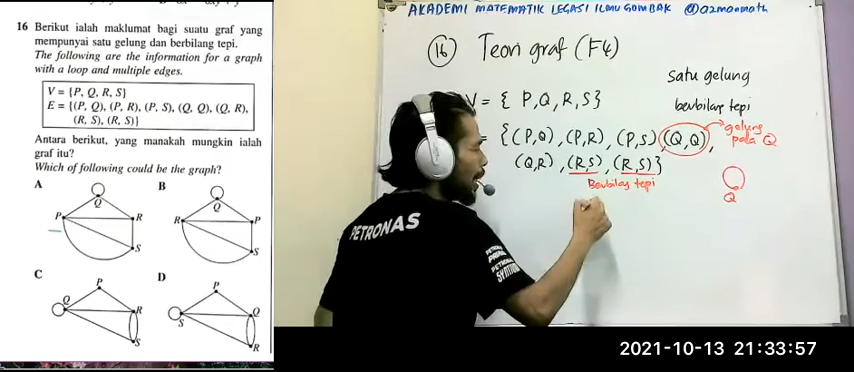 16 Berikut ialah maklumat bagi suatu graf yang
mempunyai satu gelung dan berbilang tepi.
The following are the information for a graph
with a loop and multiple edges.
V = {P, Q, R, S}
E = {(P, Q), (P, R), (P, S), (Q, Q), (Q, R),
(R, S), (R, S)}
Antara berikut, yang manakah mungkin ialah
graf itu?
Which of following could be the graph?
A
P
Q
R
S
B
R
Q
P
S
C
Q
P
R
S
D
S
P
Q
R
AKADEMI MATEMATIK LEGASI ILMU GOMBAK @azmanmath
16 Teori graf (F4)
satu gelung
berbilang tepi
V = { P, Q, R, S }
= { (P,Q), (P,R), (P,S), (Q,Q),
(Q,R), (R,S), (R,S) }
gelung
pada Q
Berbilang tepi
Q
PETRONAS
PETRONAS
2021-10-13 21:33:57